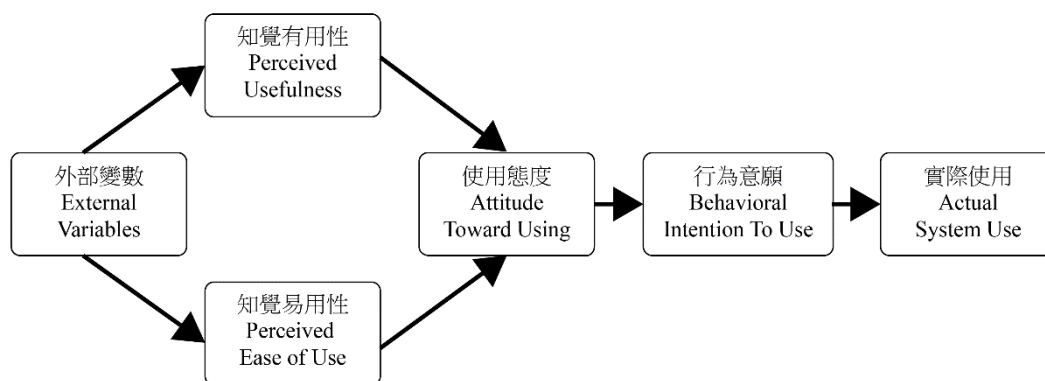 知覺有用性
Perceived
Usefulness
外部變數
External
Variables
使用態度
Attitude
Toward Using
行為意願
Behavioral
Intention To Use
實際使用
Actual
System Use
知覺易用性
Perceived
Ease of Use